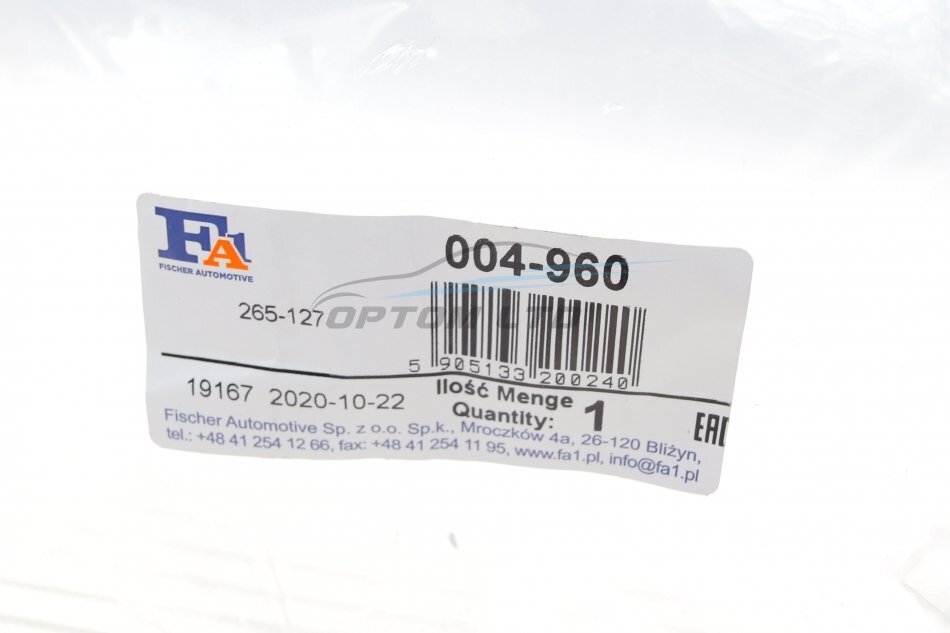 FA1
FISCHER AUTOMOTIVE
004-960
265-127
OPTOM LTD
5 905133 200240
19167 2020-10-22
Ilość Menge
Quantity: 1
EAC
Fischer Automotive Sp. z o.o. Sp.k., Mroczków 4a, 26-120 Bliżyn,
tel.: +48 41 254 12 66, fax: +48 41 254 11 95, www.fa1.pl, info@fa1.pl